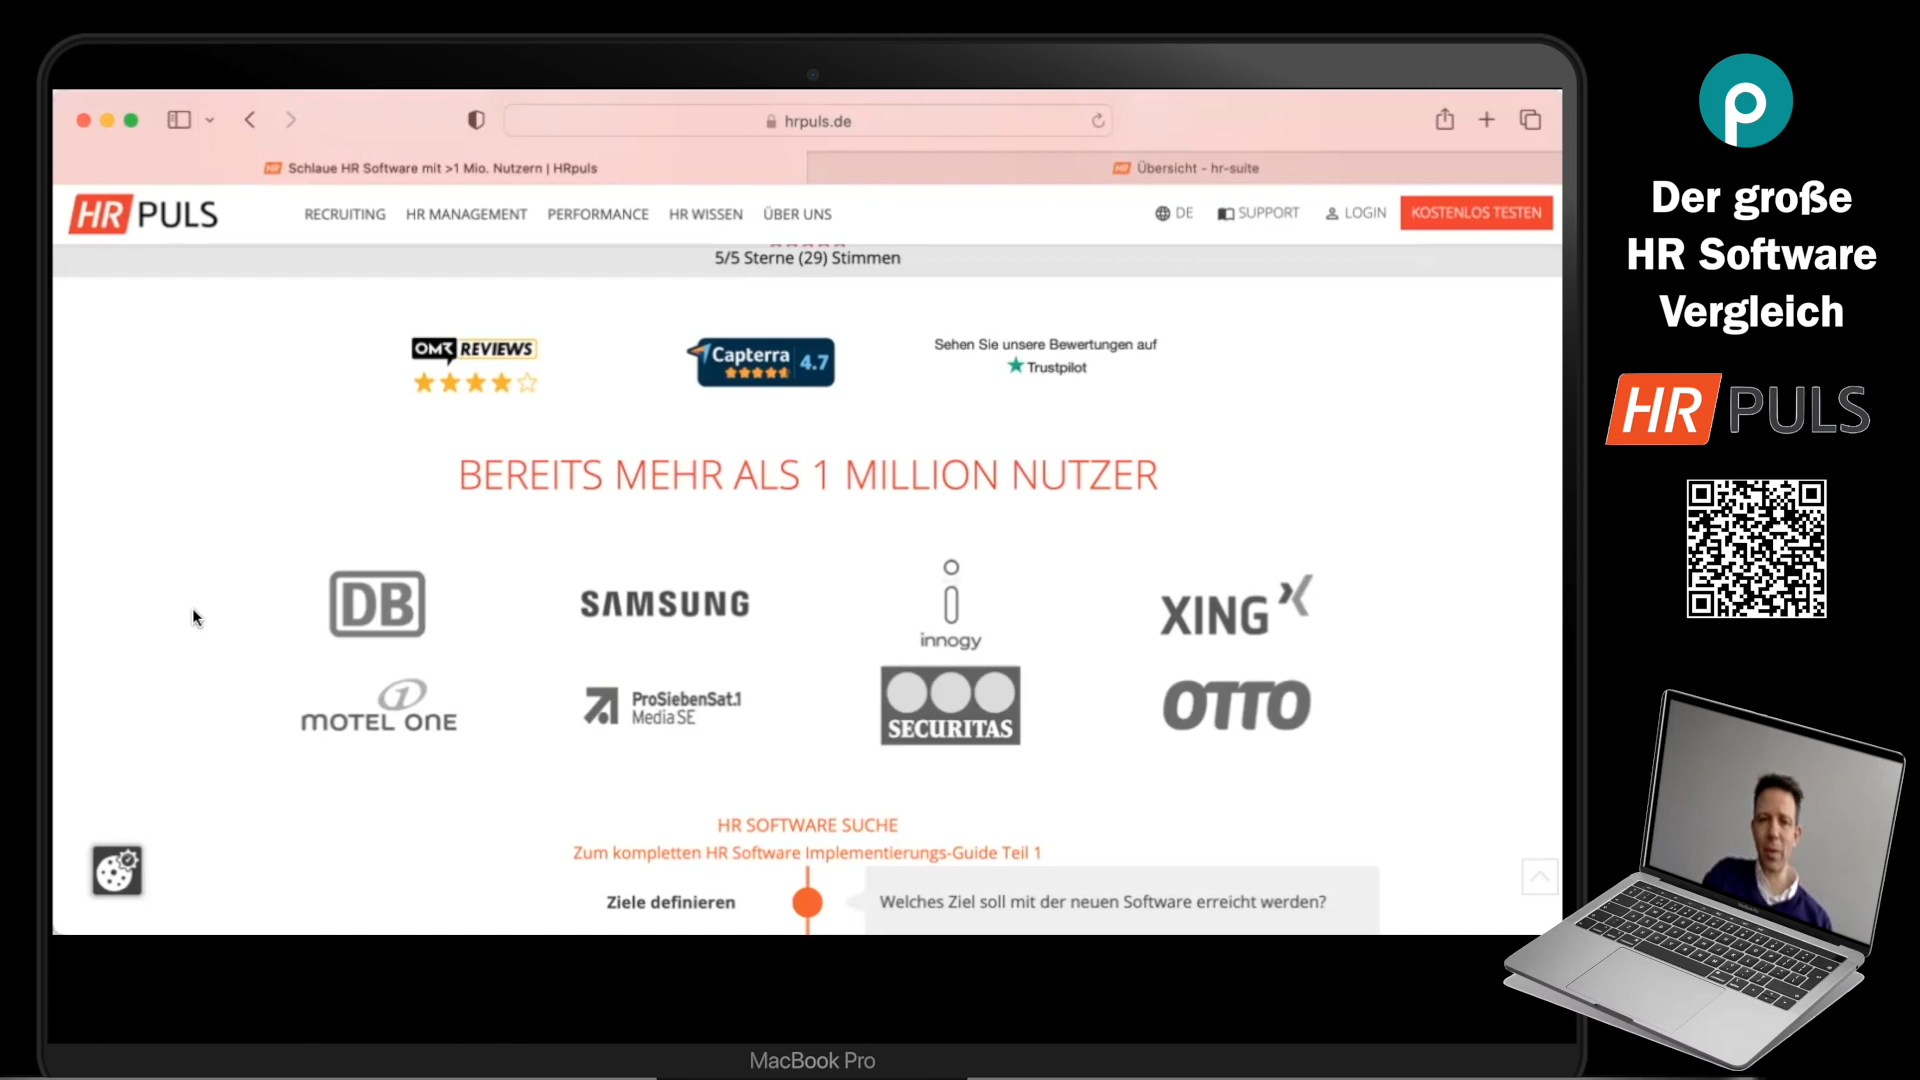 hrpuls.de
HR Schlaue HR Software mit >1 Mio. Nutzern | HRpuls
HR Übersicht - hr-suite
HR PULS
RECRUITING HR MANAGEMENT PERFORMANCE HR WISSEN ÜBER UNS
DE SUPPORT LOGIN KOSTENLOS TESTEN
5/5 Sterne (29) Stimmen
OMR REVIEWS
Capterra 4.7
Sehen Sie unsere Bewertungen auf
Trustpilot
BEREITS MEHR ALS 1 MILLION NUTZER
DB
SAMSUNG
innogy
XING
MOTEL ONE
ProSiebenSat.1
Media SE
SECURITAS
OTTO
HR SOFTWARE SUCHE
Zum kompletten HR Software Implementierungs-Guide Teil 1
Ziele definieren
Welches Ziel soll mit der neuen Software erreicht werden?
MacBook Pro
p
Der große
HR Software
Vergleich
HR PULS